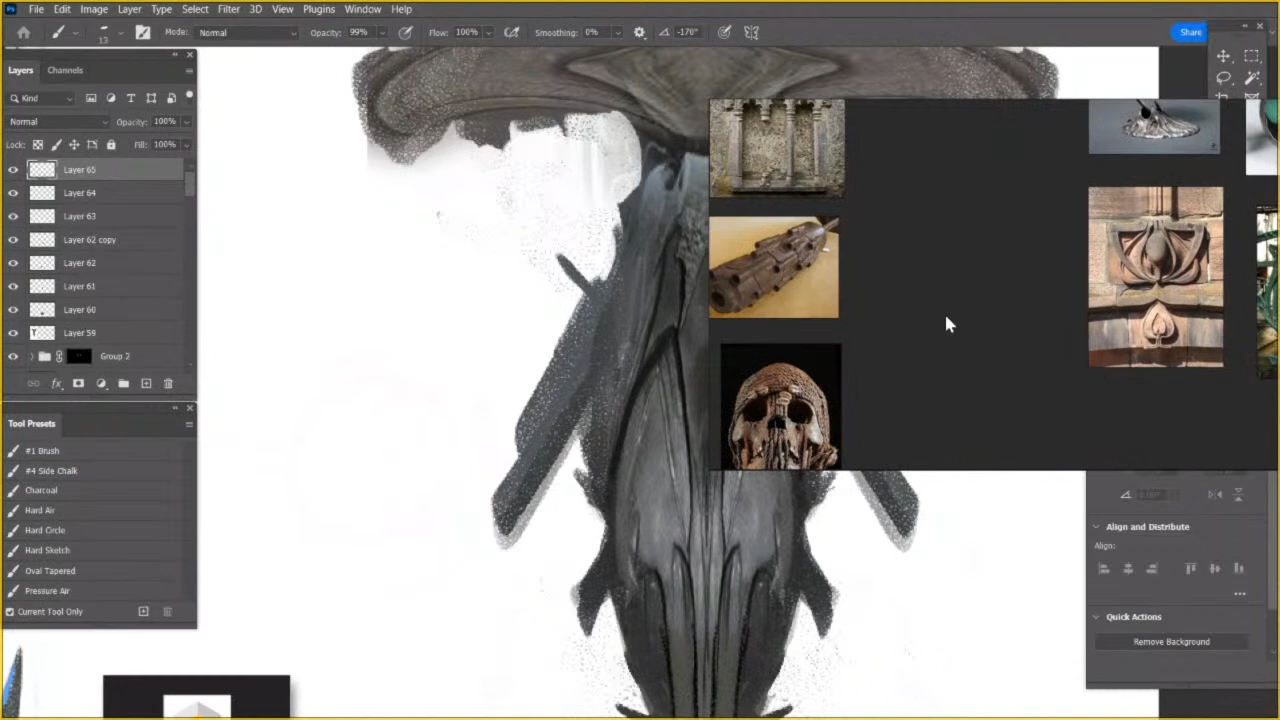 Ps File Edit Image Layer Type Select Filter 3D View Plugins Window Help
13 Mode: Normal Opacity: 99% Flow: 100% Smoothing: 0% -170° Share
Layers Channels
Kind
Normal Opacity: 100%
Lock: Fill: 100%
Layer 65
Layer 64
Layer 63
Layer 62 copy
Layer 62
Layer 61
Layer 60
Layer 59
Group 2
fx
Tool Presets
#1 Brush
#4 Side Chalk
Charcoal
Hard Air
Hard Circle
Hard Sketch
Oval Tapered
Pressure Air
Current Tool Only
Align and Distribute
Align:
Quick Actions
Remove Background